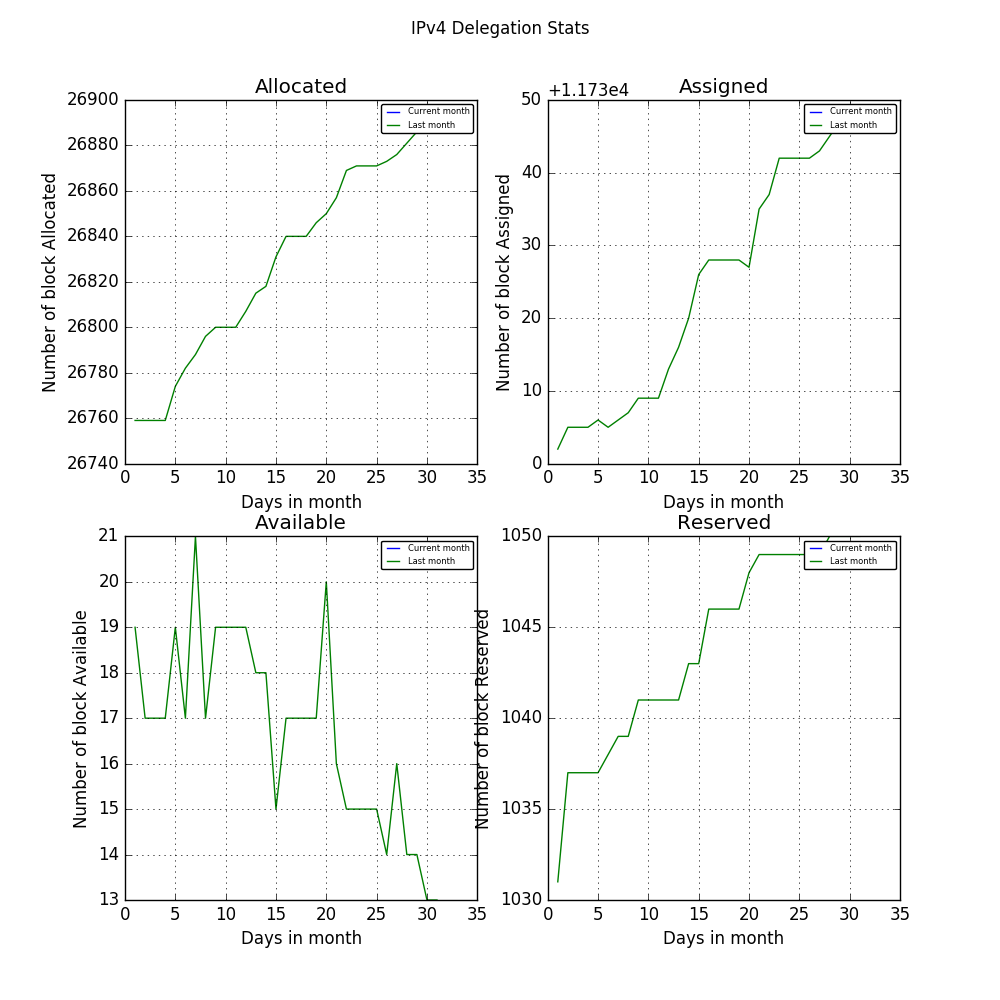 IPv4 Delegation Stats
Allocated
Number of block Allocated
26900
26880
26860
26840
26820
26800
26780
26760
26740
0 5 10 15 20 25 30 35
Days in month
Current month
Last month
Assigned
+1.173e4
Number of block Assigned
50
40
30
20
10
0
0 5 10 15 20 25 30 35
Days in month
Current month
Last month
Available
Number of block Available
21
20
19
18
17
16
15
14
13
0 5 10 15 20 25 30 35
Days in month
Current month
Last month
Reserved
Number of block Reserved
1050
1045
1040
1035
1030
0 5 10 15 20 25 30 35
Days in month
Current month
Last month